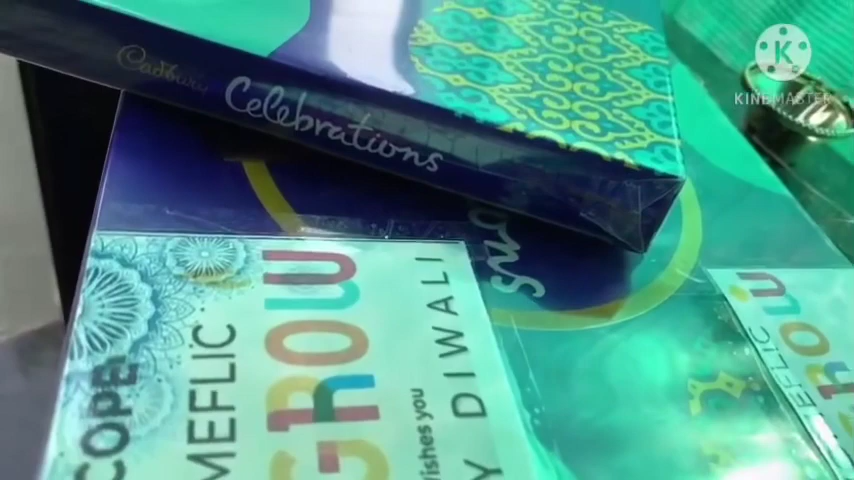 KINEMASTER
Cadbury
Celebrations
COPE
MEFLIC
GROW
Wishes you
Y DIWALI
MEFLIC
GROW